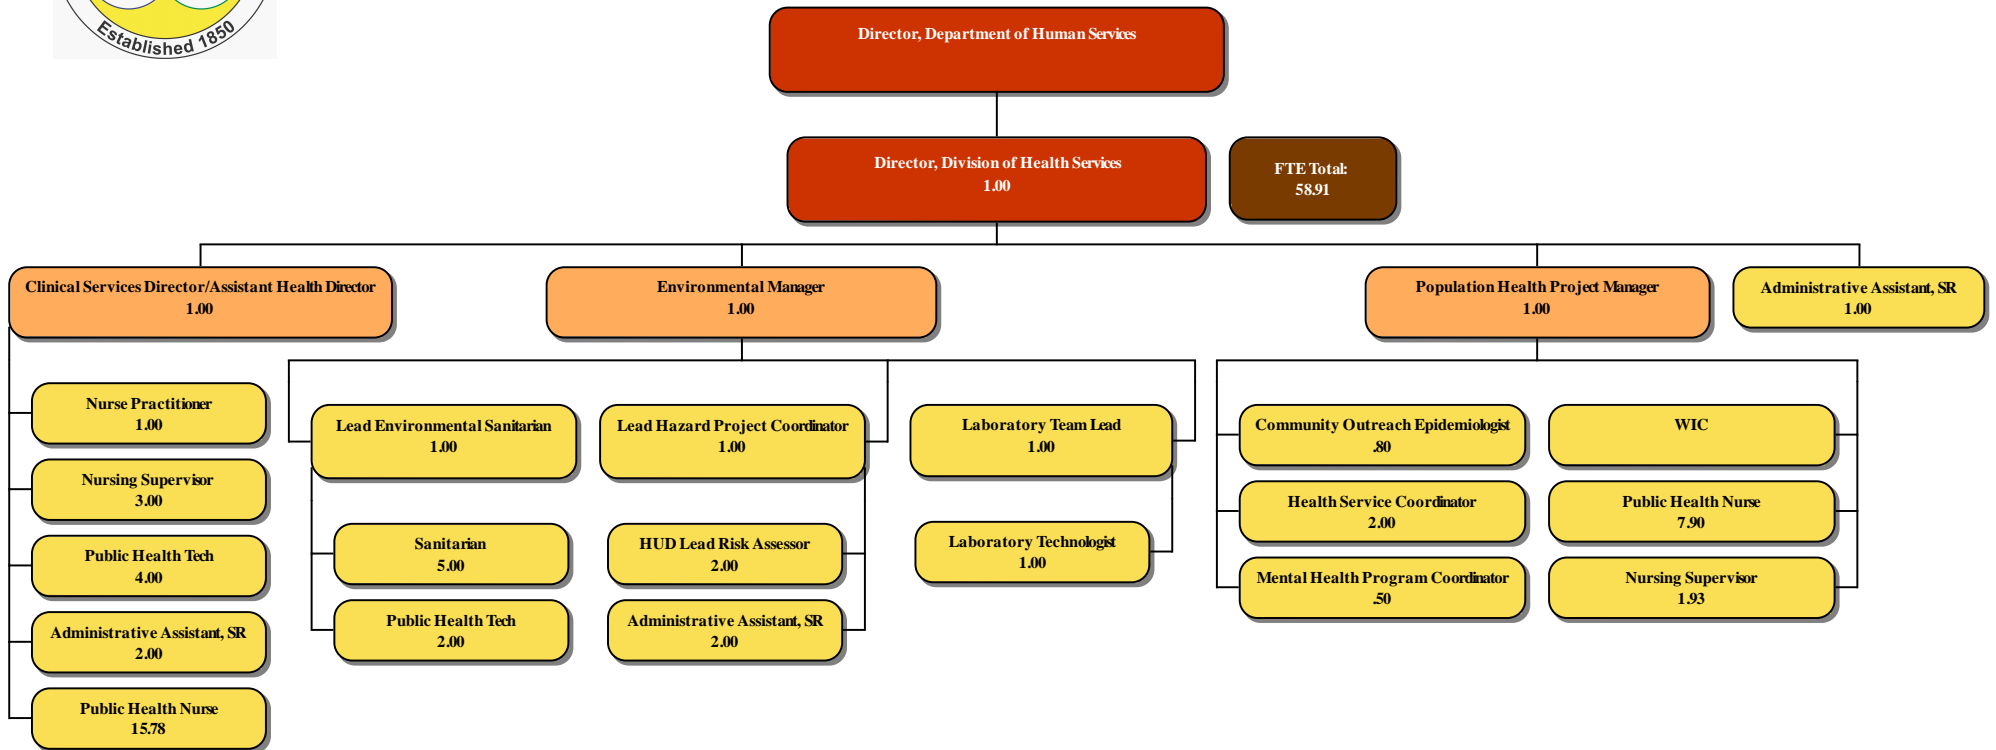 Established 1850
Director, Department of Human Services
Director, Division of Health Services
1.00
FTE Total:
58.91
Clinical Services Director/Assistant Health Director
1.00
Environmental Manager
1.00
Population Health Project Manager
1.00
Administrative Assistant, SR
1.00
Nurse Practitioner
1.00
Nursing Supervisor
3.00
Public Health Tech
4.00
Administrative Assistant, SR
2.00
Public Health Nurse
15.78
Lead Environmental Sanitarian
1.00
Sanitarian
5.00
Public Health Tech
2.00
Lead Hazard Project Coordinator
1.00
HUD Lead Risk Assessor
2.00
Administrative Assistant, SR
2.00
Laboratory Team Lead
1.00
Laboratory Technologist
1.00
Community Outreach Epidemiologist
.80
Health Service Coordinator
2.00
Mental Health Program Coordinator
.50
WIC
Public Health Nurse
7.90
Nursing Supervisor
1.93